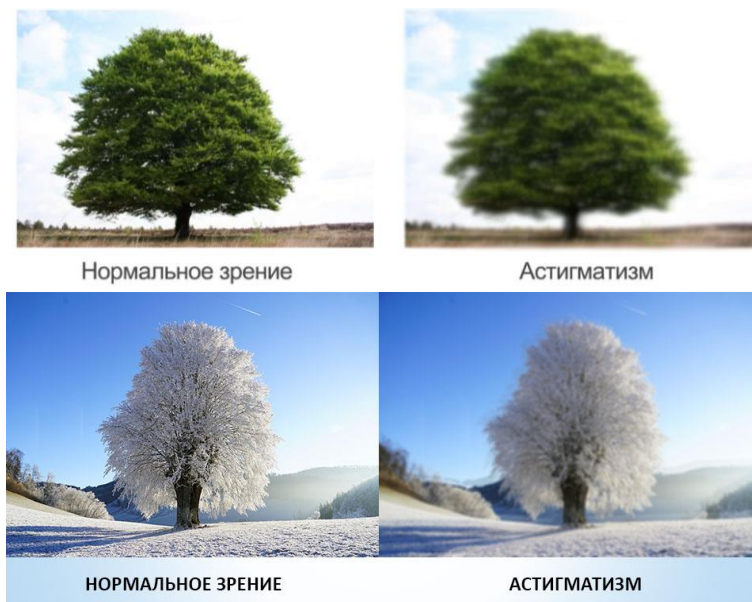 Нормальное зрение
Астигматизм
НОРМАЛЬНОЕ ЗРЕНИЕ
АСТИГМАТИЗМ